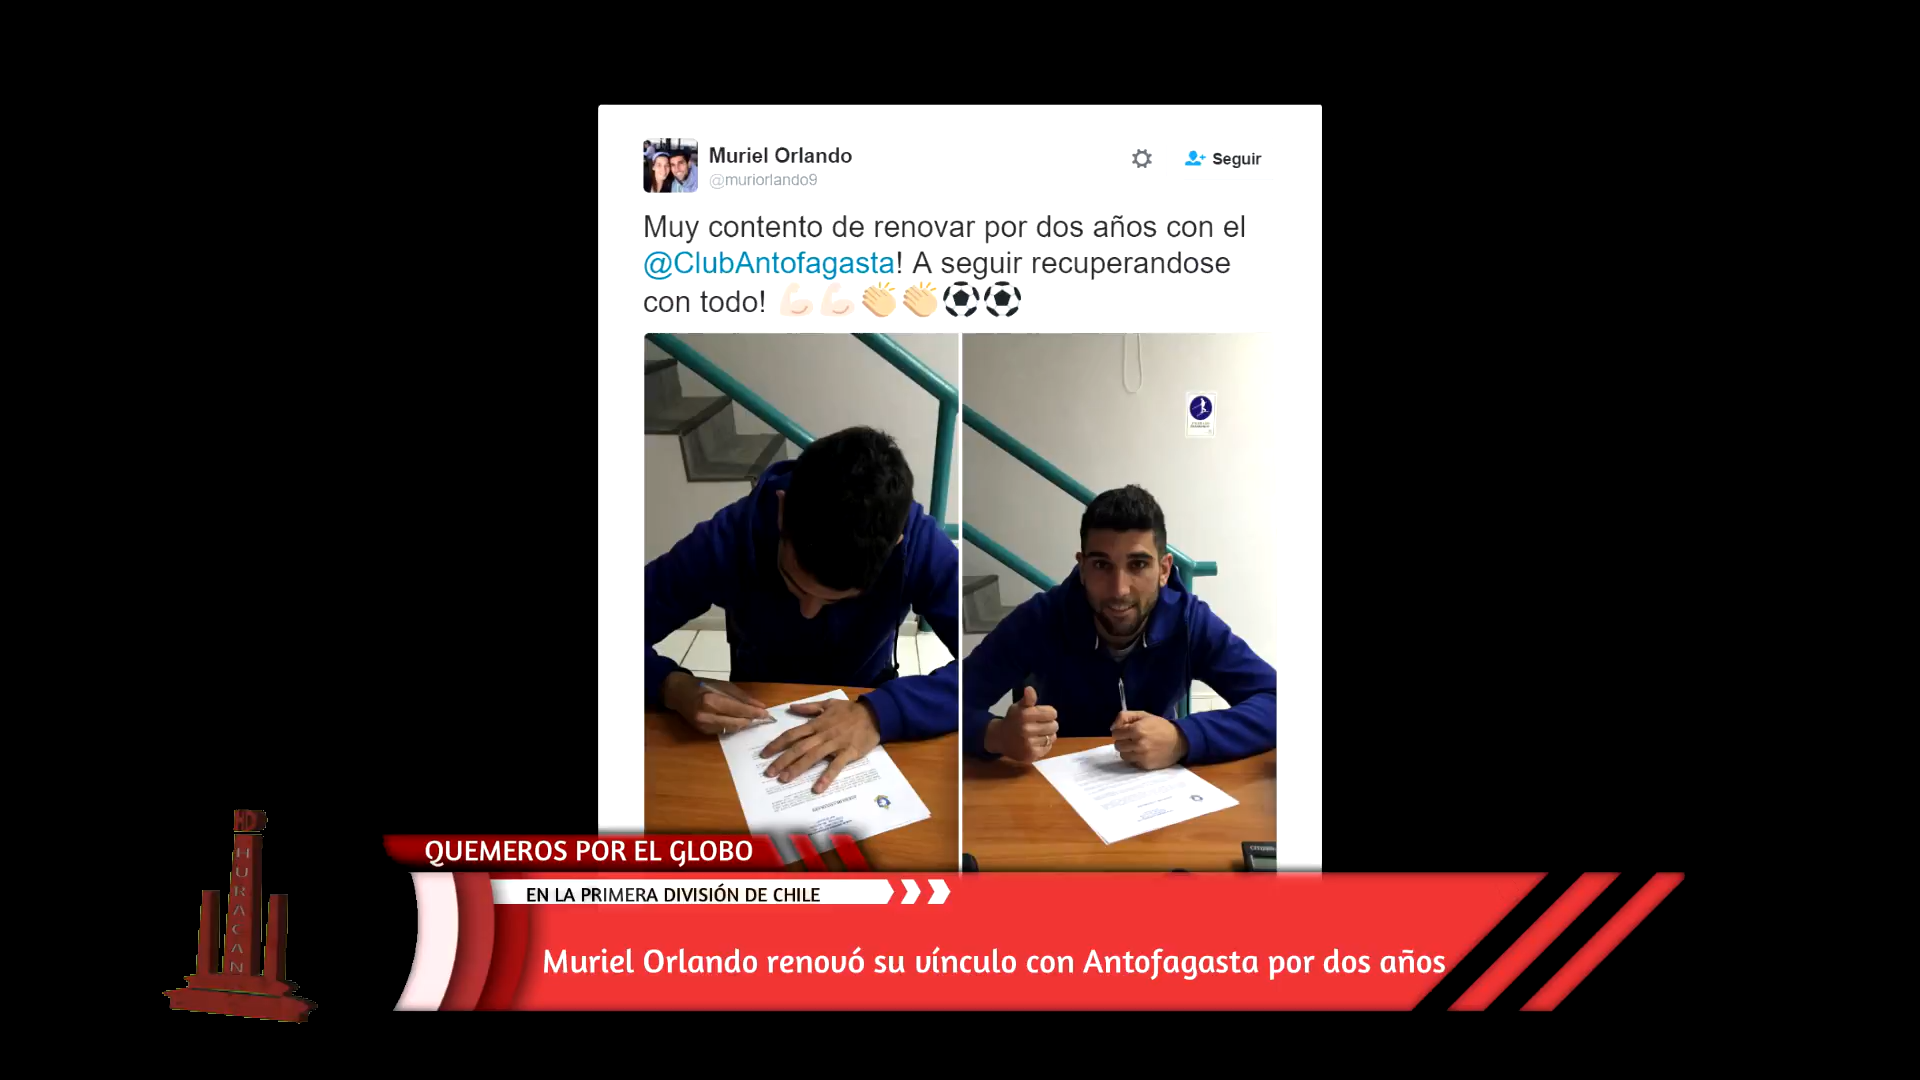 Muriel Orlando
@muriorlando9
Seguir
Muy contento de renovar por dos años con el
@ClubAntofagasta! A seguir recuperandose
con todo!
HD
HURACAN
QUEMEROS POR EL GLOBO
EN LA PRIMERA DIVISIÓN DE CHILE
Muriel Orlando renovó su vínculo con Antofagasta por dos años